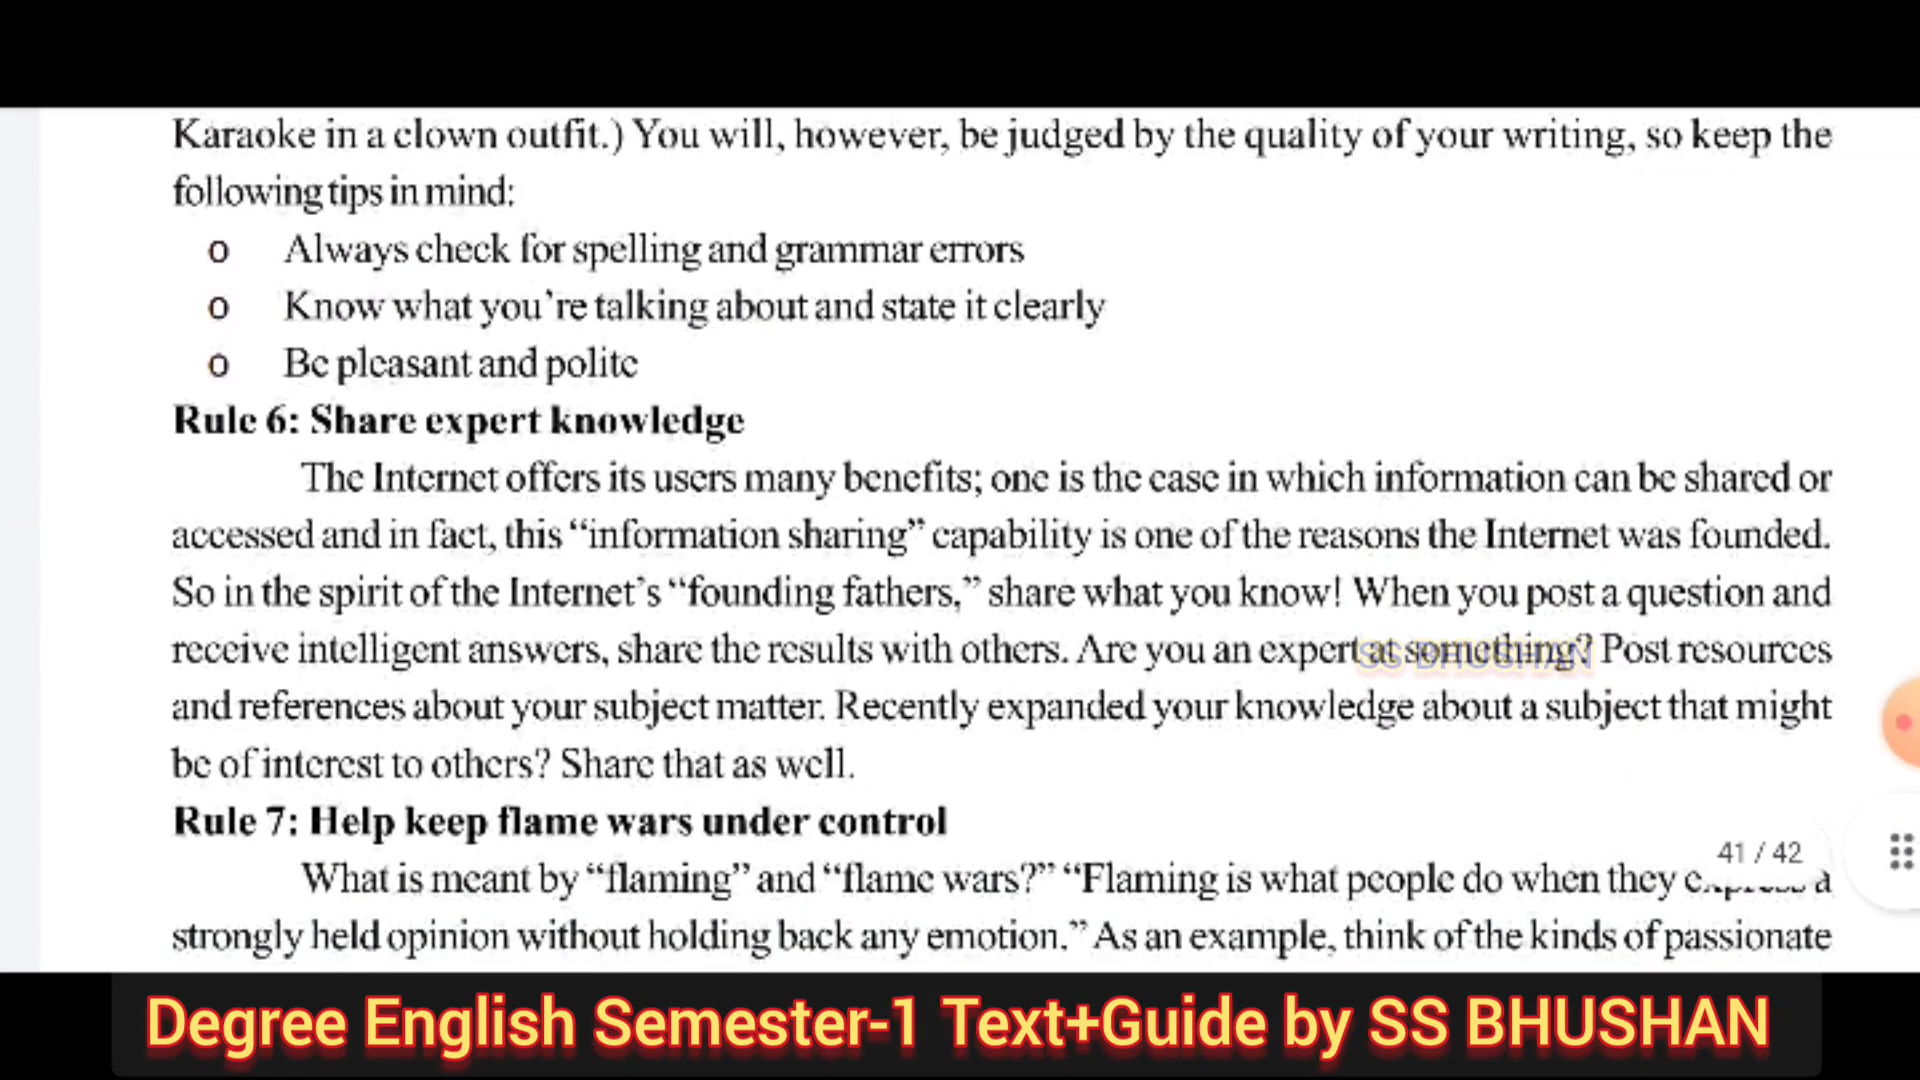 Karaoke in a clown outfit.) You will, however, be judged by the quality of your writing, so keep the
following tips in mind:
o Always check for spelling and grammar errors
o Know what you're talking about and state it clearly
o Be pleasant and polite
Rule 6: Share expert knowledge
The Internet offers its users many benefits; one is the ease in which information can be shared or
accessed and in fact, this “information sharing” capability is one of the reasons the Internet was founded.
So in the spirit of the Internet's “founding fathers,” share what you know! When you post a question and
receive intelligent answers, share the results with others. Are you an expert at something? Post resources
SS BHUSHAN
and references about your subject matter. Recently expanded your knowledge about a subject that might
be of interest to others? Share that as well.
Rule 7: Help keep flame wars under control
41 / 42
What is meant by “flaming” and “flame wars?” “Flaming is what people do when they express a
strongly held opinion without holding back any emotion.” As an example, think of the kinds of passionate
Degree English Semester-1 Text+Guide by SS BHUSHAN